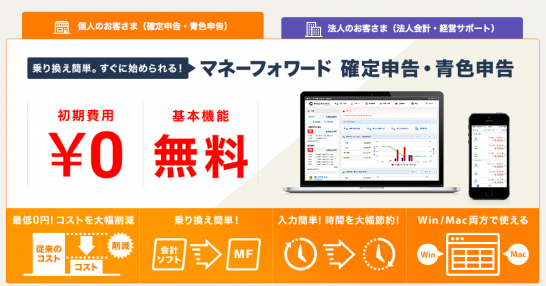 個人のお客さま（確定申告・青色申告）
法人のお客さま（法人会計・経営サポート）
乗り換え簡単。すぐに始められる！
マネーフォワード 確定申告・青色申告
初期費用
¥0
基本機能
無料
最低0円！コストを大幅削減
従来の
コスト
削減
コスト
乗り換え簡単！
会計
ソフト
MF
入力簡単！時間を大幅節約！
Win/Mac両方で使える
Win
Mac